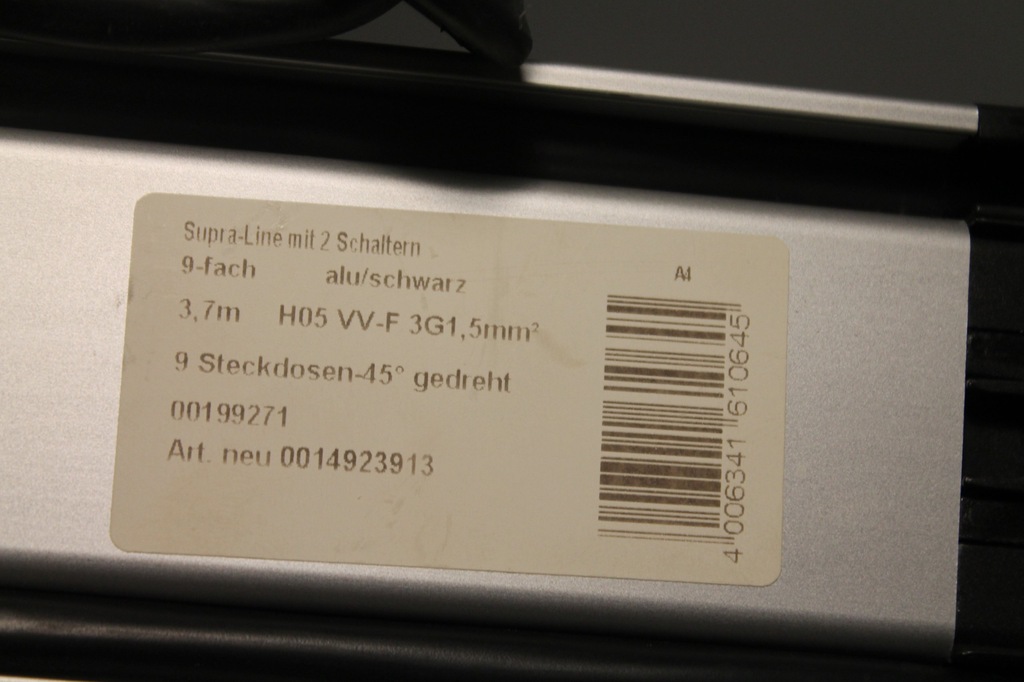 Supra-Line mit 2 Schaltern
9-fach alu/schwarz
3,7m H05 VV-F 3G1,5mm²
9 Steckdosen-45° gedreht
00199271
Art. neu 0014923913
A4
4 006341 610645